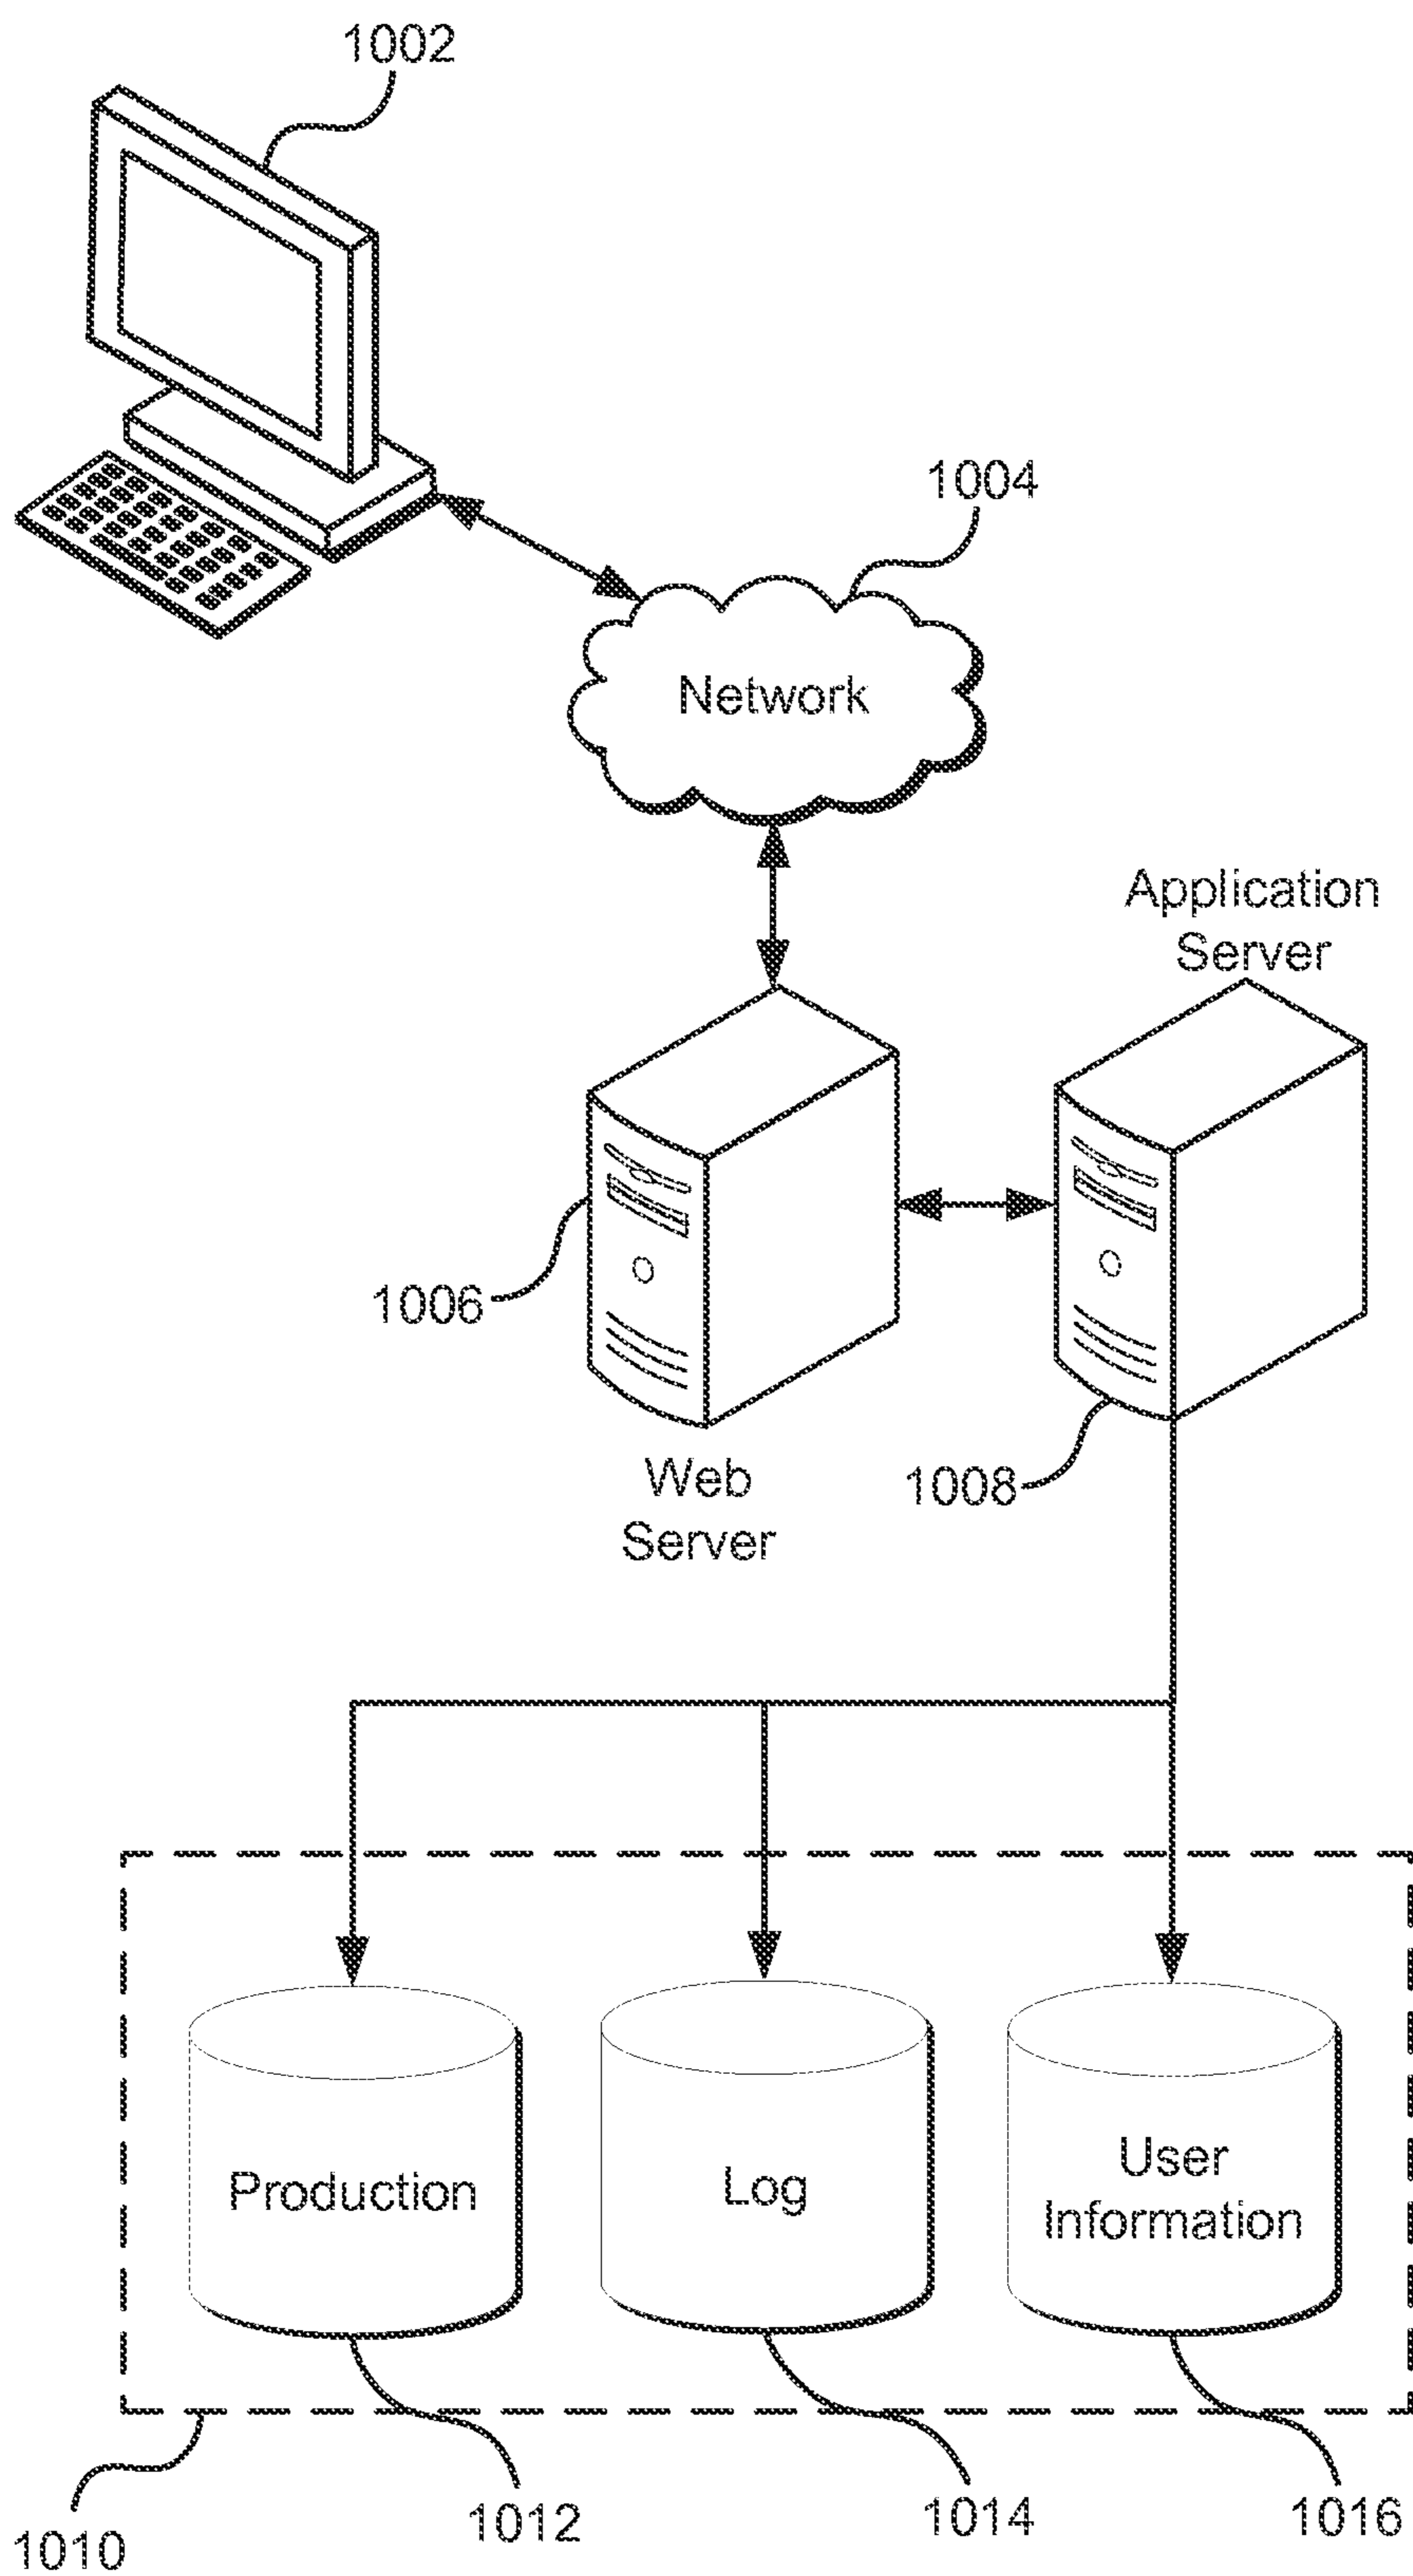 1002
1004
Network
Application
Server
1006
Web
Server
1008
Production
Log
User
Information
1010
1012
1014
1016